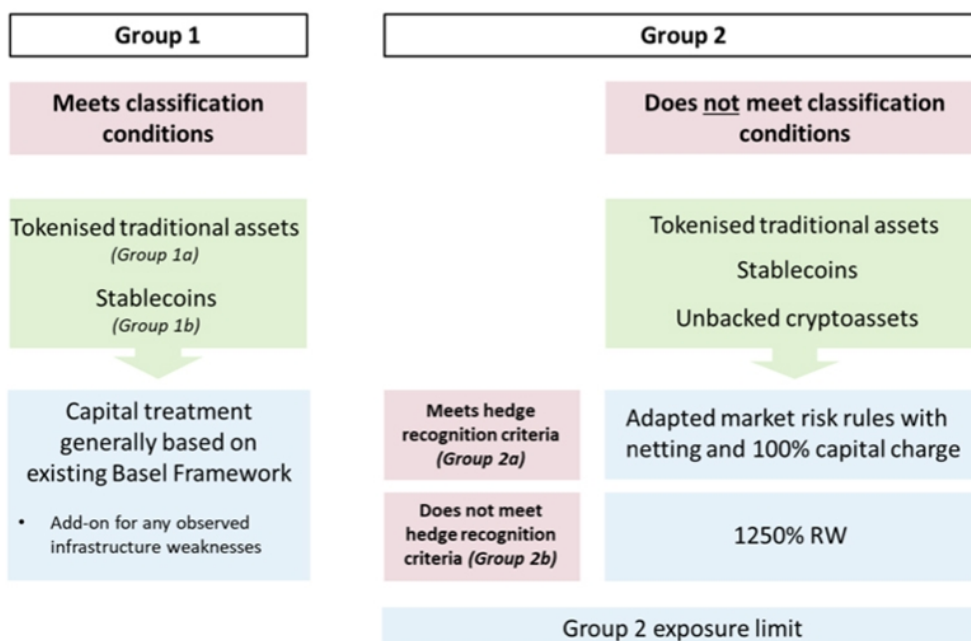 Group 1
Group 2
Meets classification
conditions
Does not meet classification
conditions
Tokenised traditional assets
(Group 1a)
Stablecoins
(Group 1b)
Tokenised traditional assets
Stablecoins
Unbacked cryptoassets
Capital treatment
generally based on
existing Basel Framework
• Add-on for any observed
infrastructure weaknesses
Meets hedge
recognition criteria
(Group 2a)
Adapted market risk rules with
netting and 100% capital charge
Does not meet
hedge recognition
criteria (Group 2b)
1250% RW
Group 2 exposure limit